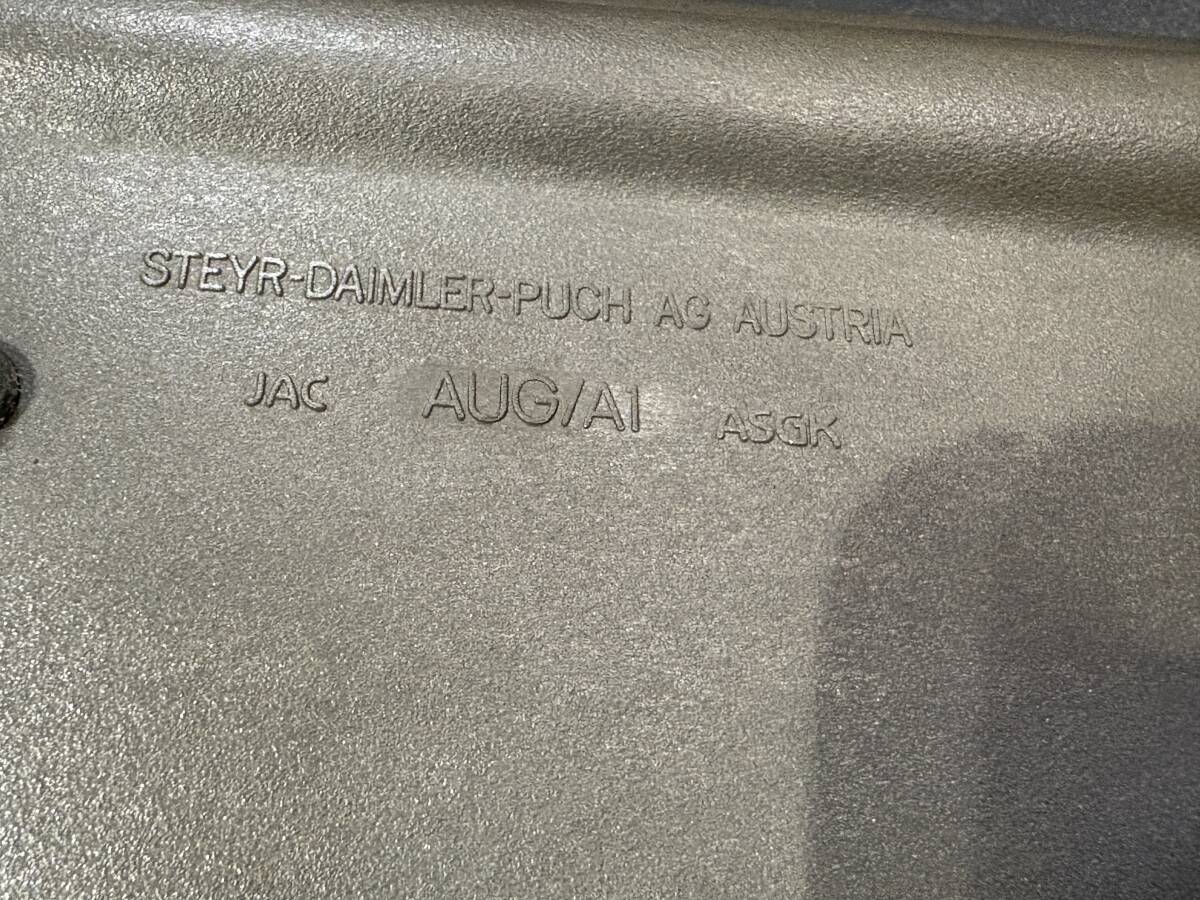 STEYR-DAIMLER-PUCH AG AUSTRIA
JAC AUG/A1 ASGK